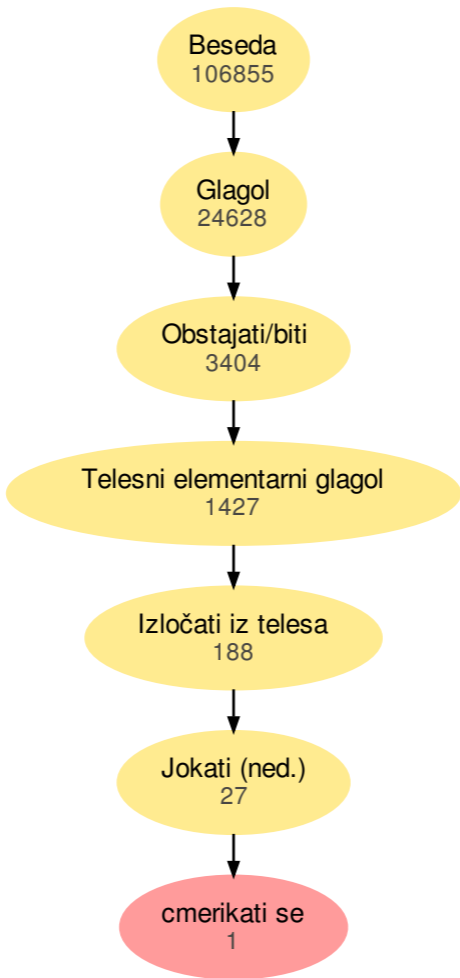 Beseda
106855
Glagol
24628
Obstajati/biti
3404
Telesni elementarni glagol
1427
Izločati iz telesa
188
Jokati (ned.)
27
cmerikati se
1